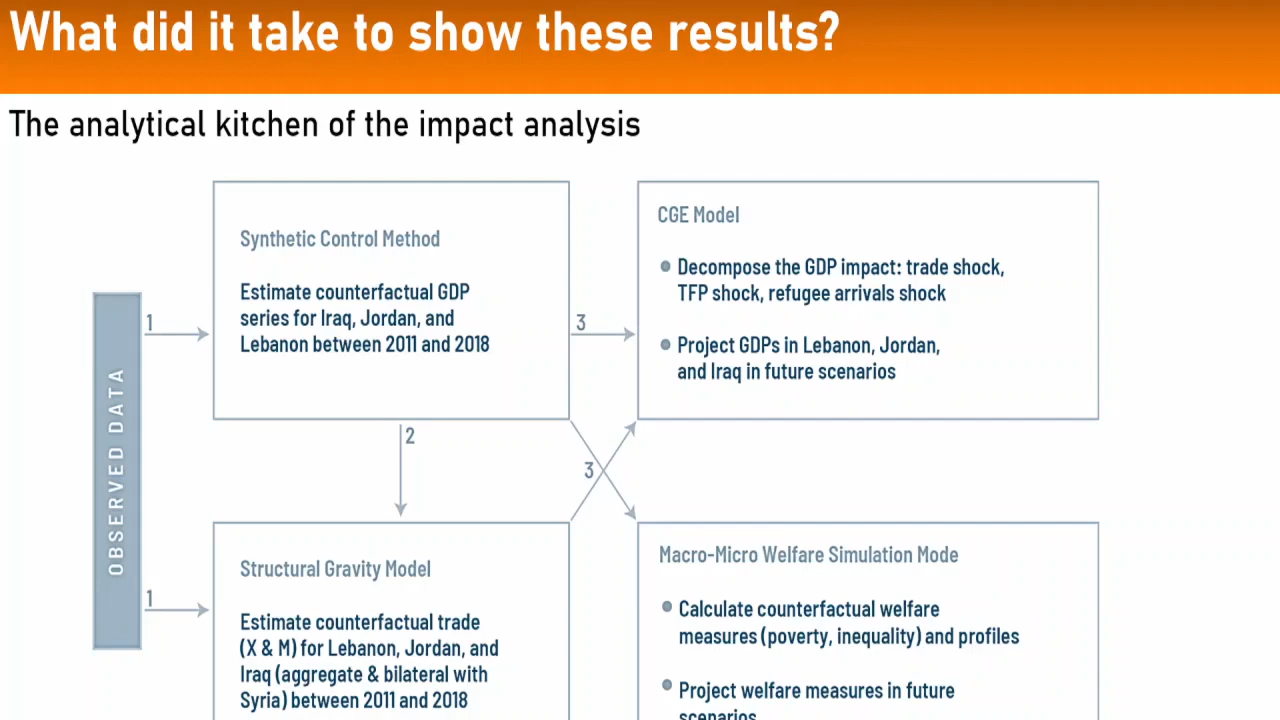 What did it take to show these results?
The analytical kitchen of the impact analysis
OBSERVED DATA
1
Synthetic Control Method
Estimate counterfactual GDP
series for Iraq, Jordan, and
Lebanon between 2011 and 2018
3
CGE Model
Decompose the GDP impact: trade shock,
TFP shock, refugee arrivals shock
Project GDPs in Lebanon, Jordan,
and Iraq in future scenarios
2
3
1
Structural Gravity Model
Estimate counterfactual trade
(X & M) for Lebanon, Jordan, and
Iraq (aggregate & bilateral with
Syria) between 2011 and 2018
Macro-Micro Welfare Simulation Mode
Calculate counterfactual welfare
measures (poverty, inequality) and profiles
Project welfare measures in future
scenarios